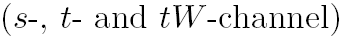 (s-, t- and tW-channel)